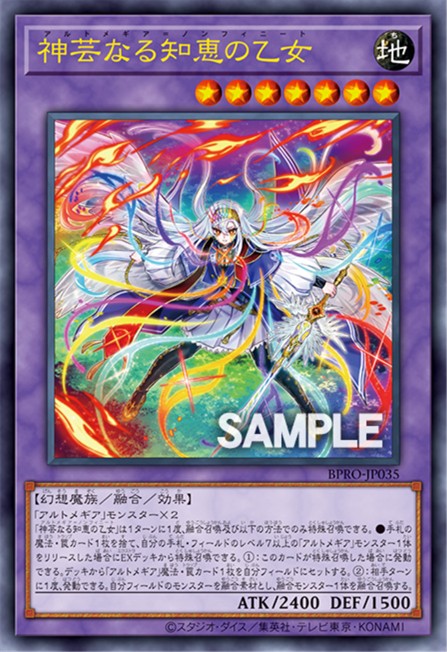 アルトメギア＝ノンフィニート
神芸なる知恵の乙女
地
SAMPLE
BPRO-JP035
【幻想魔族／融合／効果】
「アルトメギア」モンスター×２
「神芸なる知恵の乙女」は１ターンに１度、融合召喚及び以下の方法でのみ特殊召喚できる。●手札の
魔法・罠カード１枚を捨て、自分の手札・フィールドのレベル７以上の「アルトメギア」モンスター１体
をリリースした場合にEXデッキから特殊召喚できる。①：このカードが特殊召喚した場合に発動
できる。デッキから「アルトメギア」魔法・罠カード１枚を自分フィールドにセットする。②：相手ターン
に１度、発動できる。自分フィールドのモンスターを融合素材とし、融合モンスター１体を融合召喚する。
ATK/2400 DEF/1500
©スタジオ・ダイス／集英社・テレビ東京・KONAMI